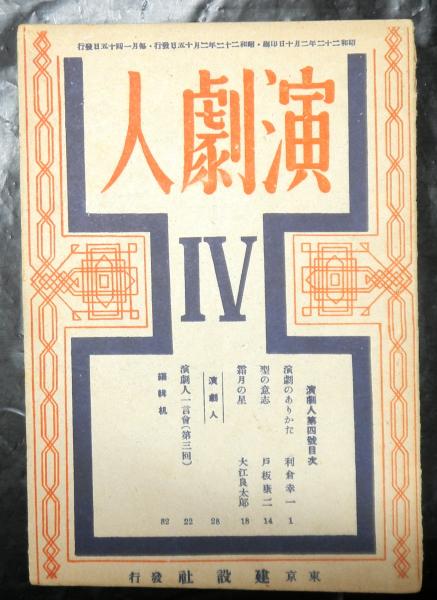 昭和二十二年二月十日印刷・昭和二十二年二月十五日發行・毎月一回十五日發行
演劇人
IV
演劇人第四號目次
演劇のありかた 利倉幸一 1
型の意志 戸板康二 14
霜月の星 大江良太郎 18
演劇人 28
演劇人一言會(第三回) 22
編輯机 32
東京 建設社 發行